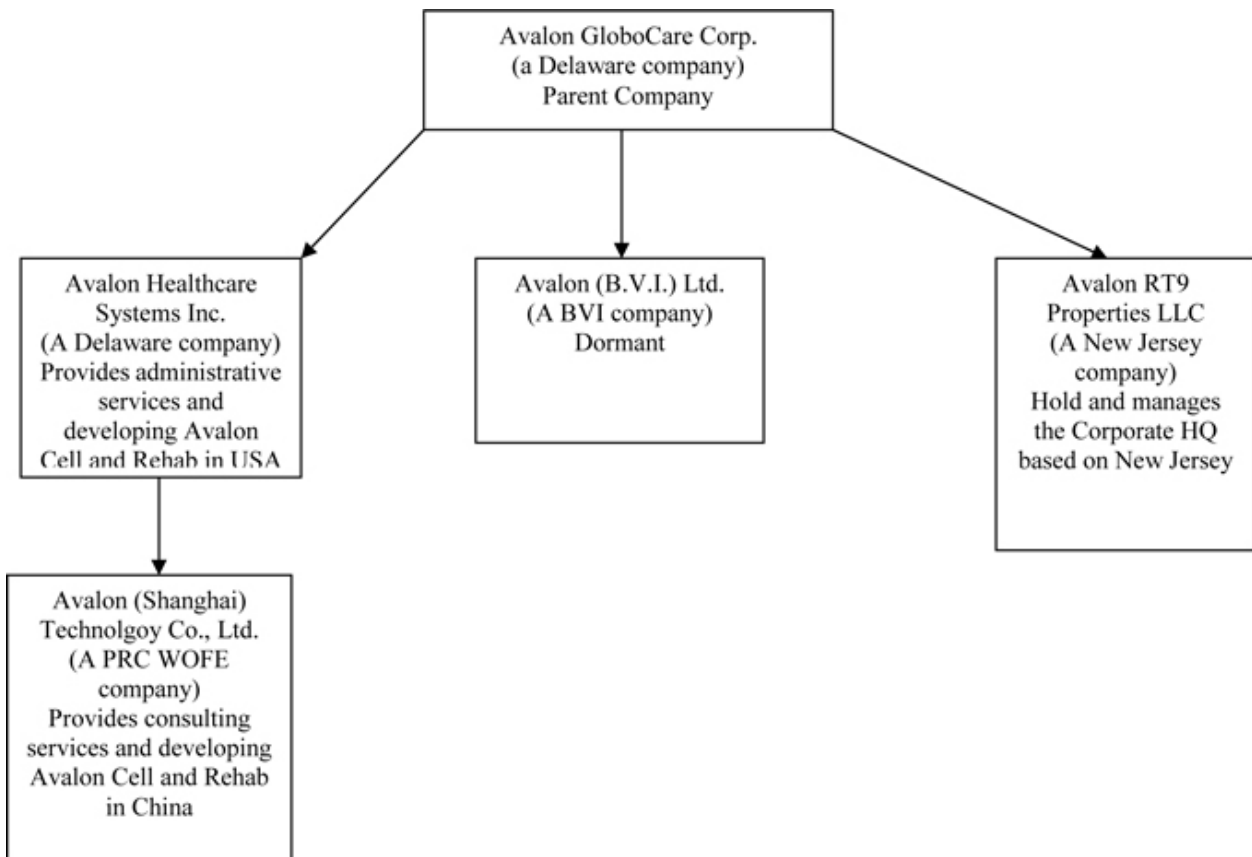 Avalon GloboCare Corp.
(a Delaware company)
Parent Company
Avalon Healthcare
Systems Inc.
(A Delaware company)
Provides administrative
services and
developing Avalon
Cell and Rehab in USA
Avalon (B.V.I.) Ltd.
(A BVI company)
Dormant
Avalon RT9
Properties LLC
(A New Jersey
company)
Hold and manages
the Corporate HQ
based on New Jersey
Avalon (Shanghai)
Technolgoy Co., Ltd.
(A PRC WOFE
company)
Provides consulting
services and developing
Avalon Cell and Rehab
in China